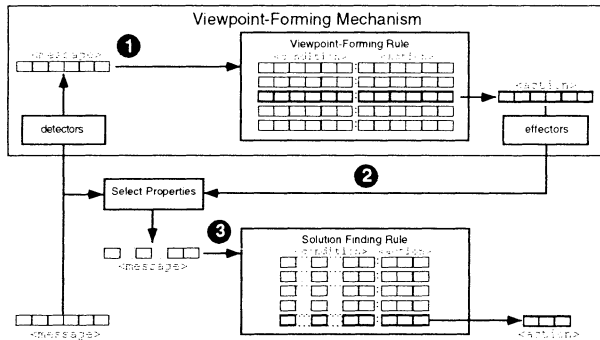 Viewpoint-Forming Mechanism
<message>
1
Viewpoint-Forming Rule
<condition> : <action>
<action>
detectors
effectors
2
Select Properties
3
Solution Finding Rule
<condition> <action>
<message>
<message>
<action>